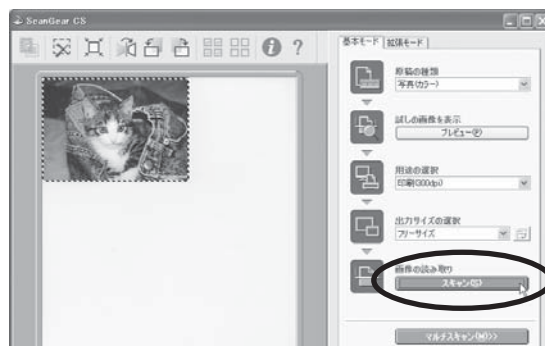 ScanGear CS
基本モード
拡張モード
原稿の種類
写真(カラー)
試しの画像を表示
プレビュー(P)
用途の選択
印刷(300dpi)
出力サイズの選択
フリーサイズ
画像の読み取り
スキャン(S)
マルチスキャン(M)>>